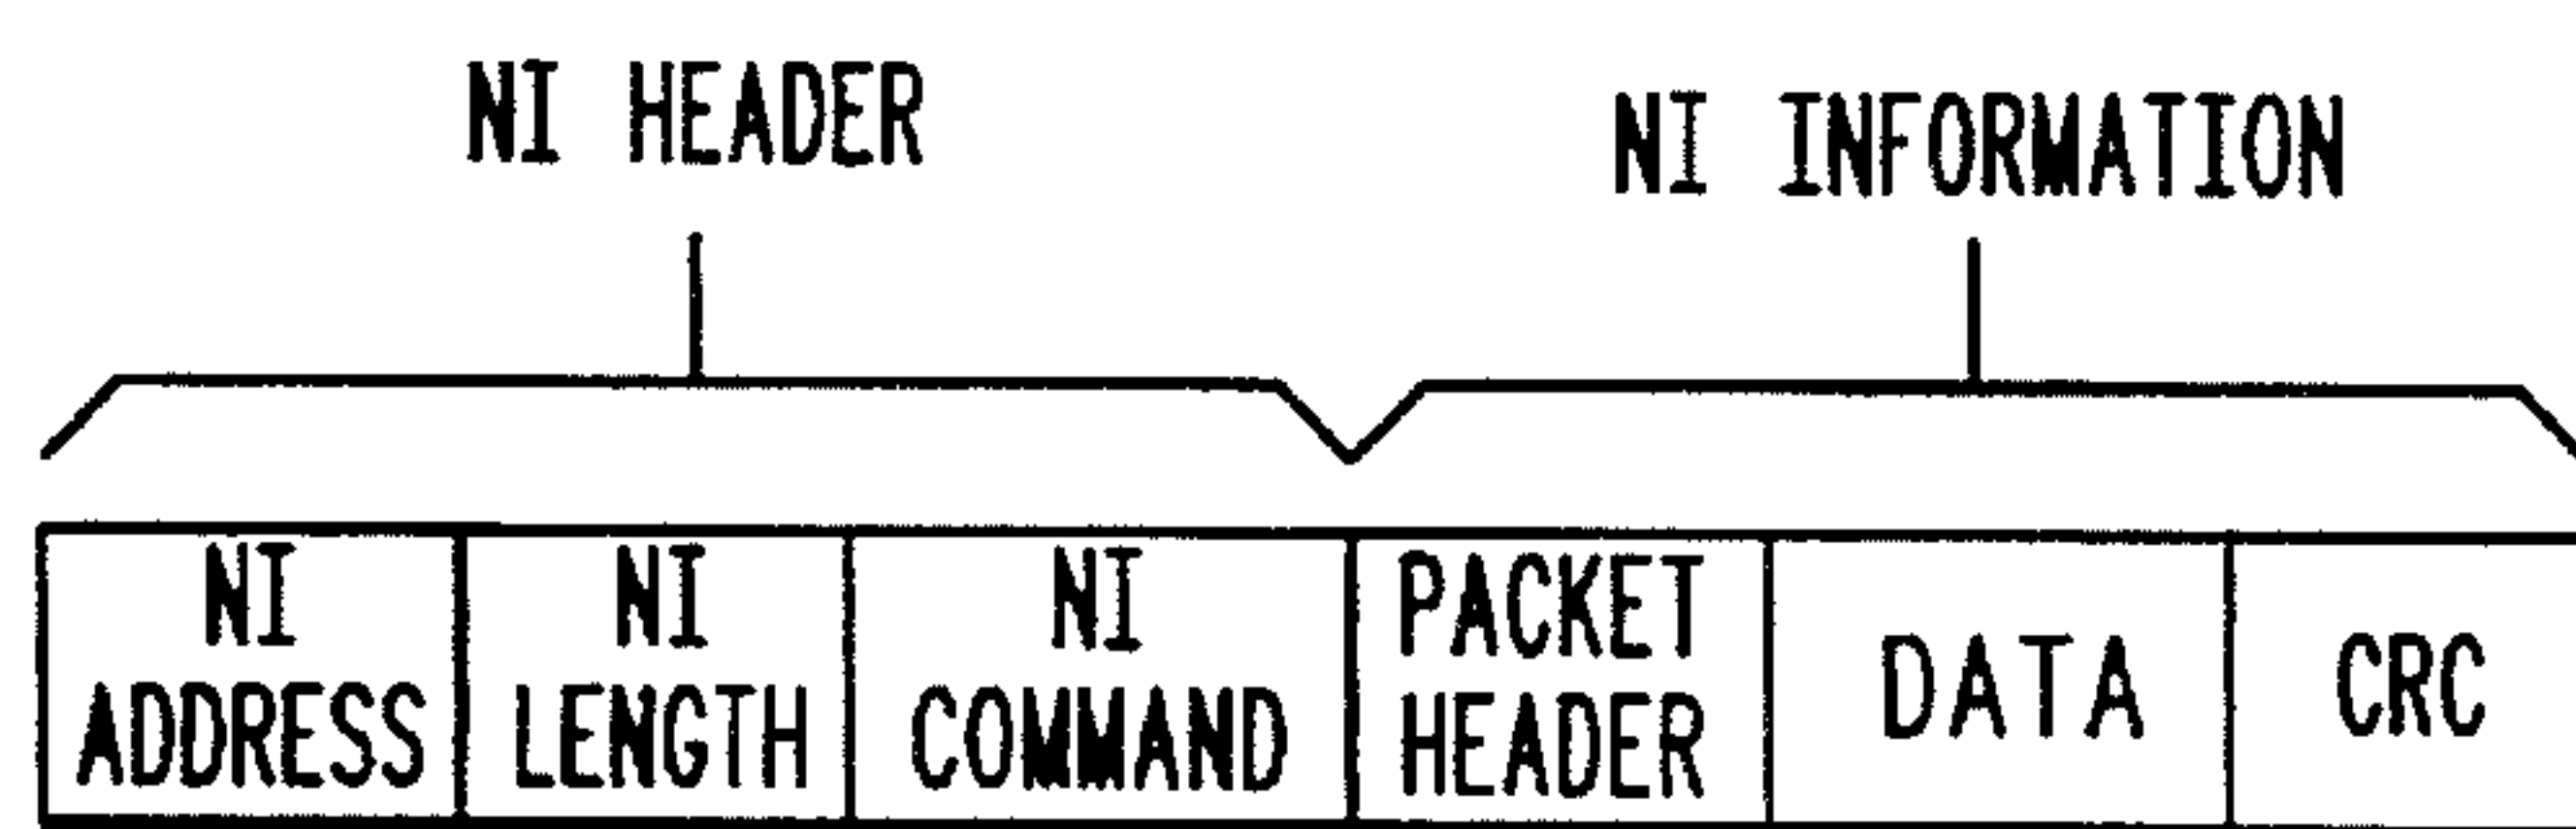 NI HEADER
NI INFORMATION
NI ADDRESS
NI LENGTH
NI COMMAND
PACKET HEADER
DATA
CRC